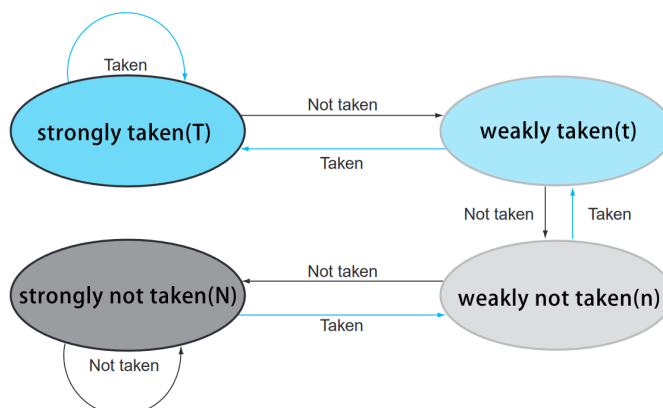 Taken
strongly taken(T)
Not taken
weakly taken(t)
Taken
Not taken
Taken
strongly not taken(N)
Not taken
weakly not taken(n)
Taken
Not taken